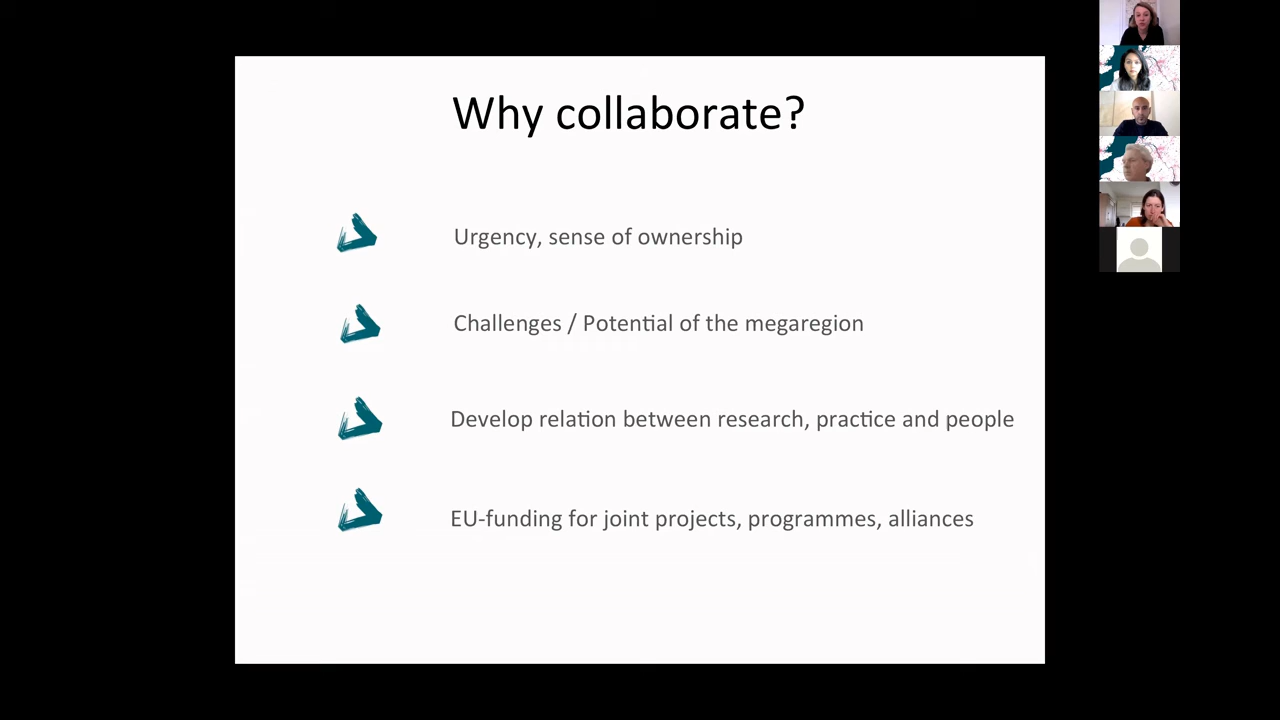 Why collaborate?
Urgency, sense of ownership
Challenges / Potential of the megaregion
Develop relation between research, practice and people
EU-funding for joint projects, programmes, alliances